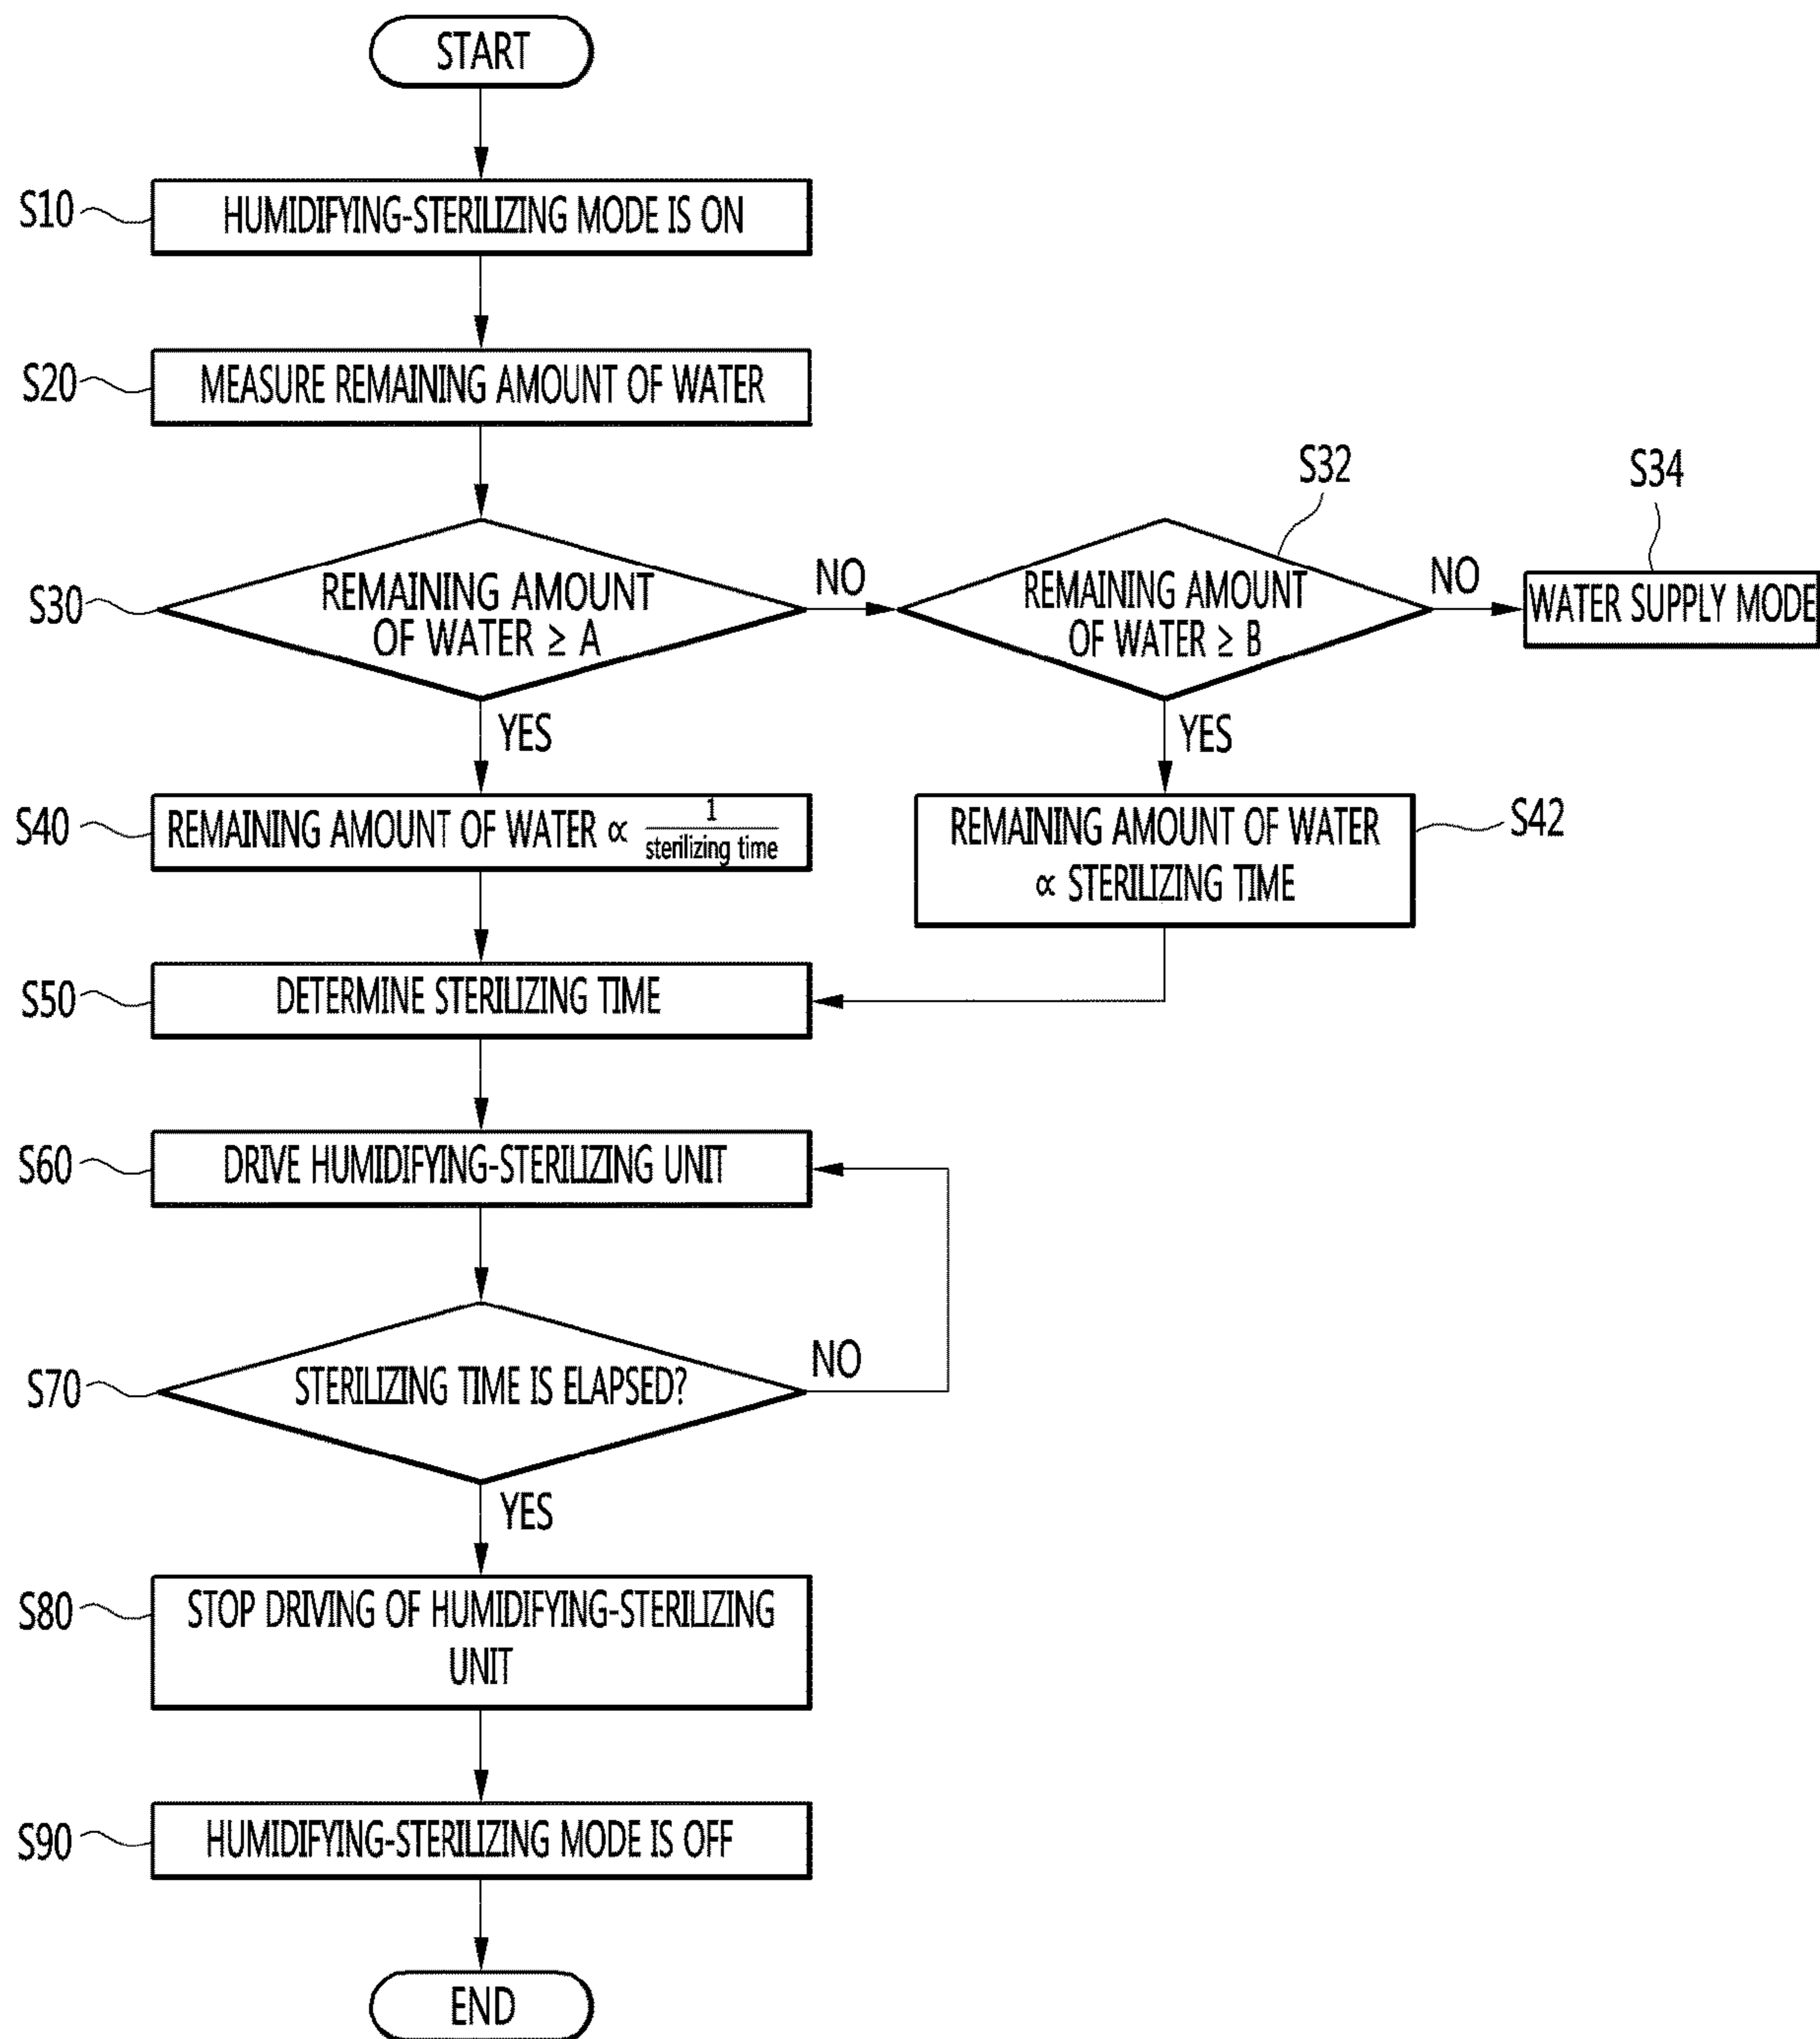 START
S10
HUMIDIFYING-STERILIZING MODE IS ON
S20
MEASURE REMAINING AMOUNT OF WATER
S30
REMAINING AMOUNT
OF WATER ≥ A
NO
S32
REMAINING AMOUNT
OF WATER ≥ B
NO
S34
WATER SUPPLY MODE
YES
YES
S40
REMAINING AMOUNT OF WATER ∝ 1/sterilizing time
S42
REMAINING AMOUNT OF WATER
∝ STERILIZING TIME
S50
DETERMINE STERILIZING TIME
S60
DRIVE HUMIDIFYING-STERILIZING UNIT
S70
STERILIZING TIME IS ELAPSED?
NO
YES
S80
STOP DRIVING OF HUMIDIFYING-STERILIZING
UNIT
S90
HUMIDIFYING-STERILIZING MODE IS OFF
END